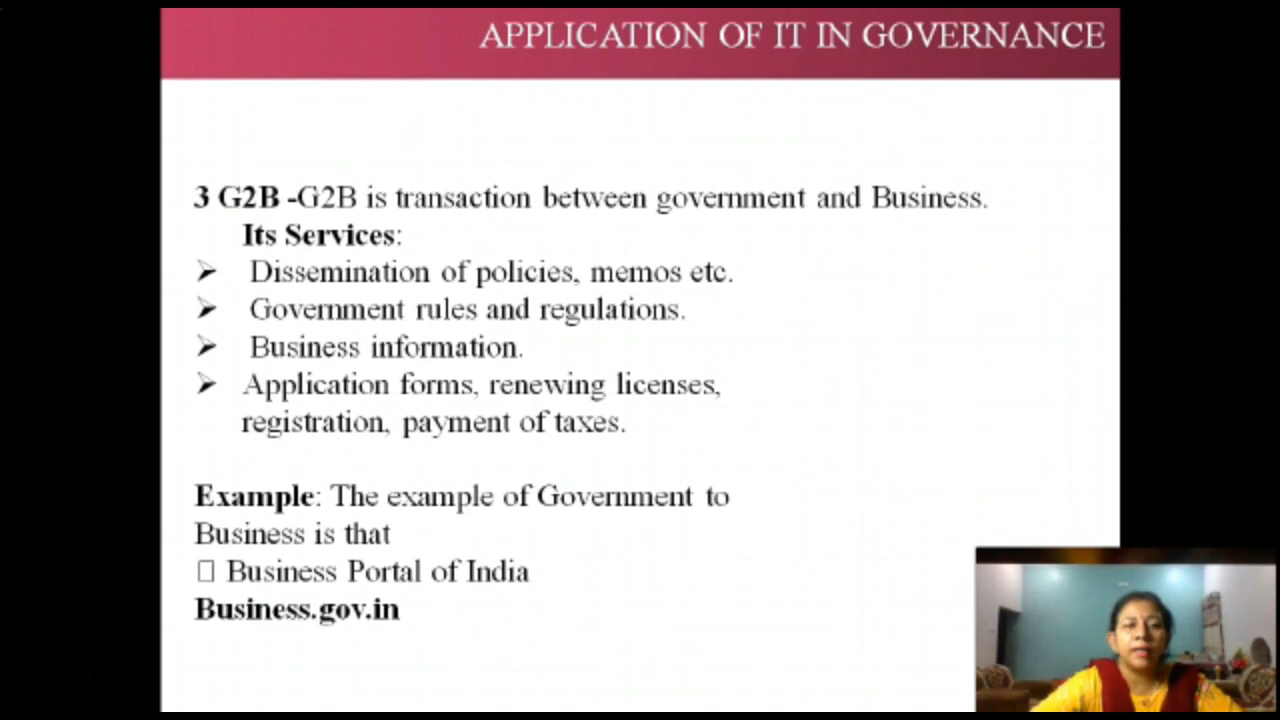 APPLICATION OF IT IN GOVERNANCE
3 G2B -G2B is transaction between government and Business.
Its Services:
➢ Dissemination of policies, memos etc.
➢ Government rules and regulations.
➢ Business information.
➢ Application forms, renewing licenses,
registration, payment of taxes.
Example: The example of Government to
Business is that
□ Business Portal of India
Business.gov.in